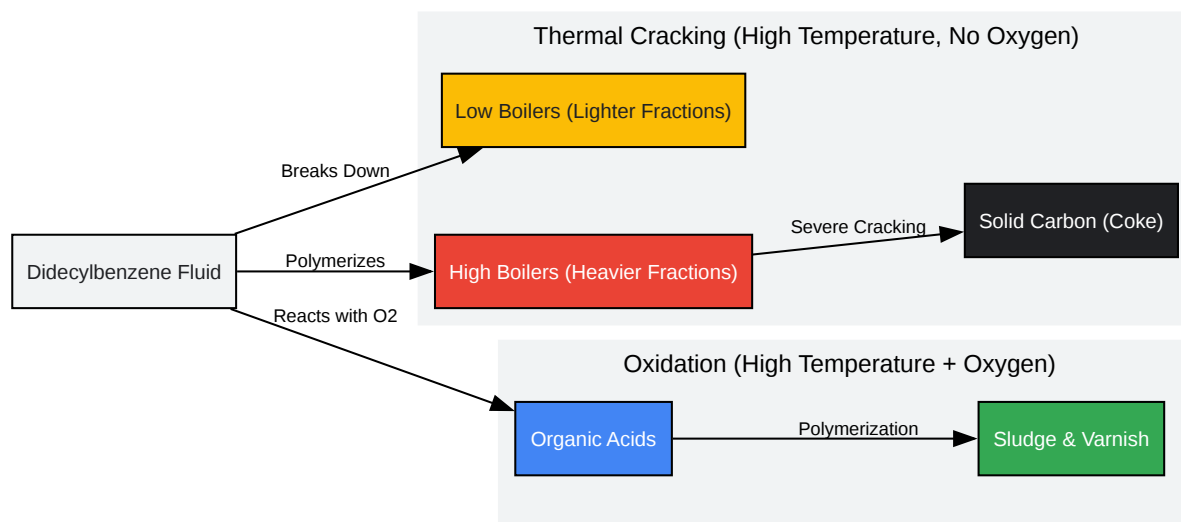 Thermal Cracking (High Temperature, No Oxygen)
Low Boilers (Lighter Fractions)
Breaks Down
Solid Carbon (Coke)
Severe Cracking
Didecylbenzene Fluid
Polymerizes
High Boilers (Heavier Fractions)
Reacts with O2
Oxidation (High Temperature + Oxygen)
Organic Acids
Polymerization
Sludge & Varnish